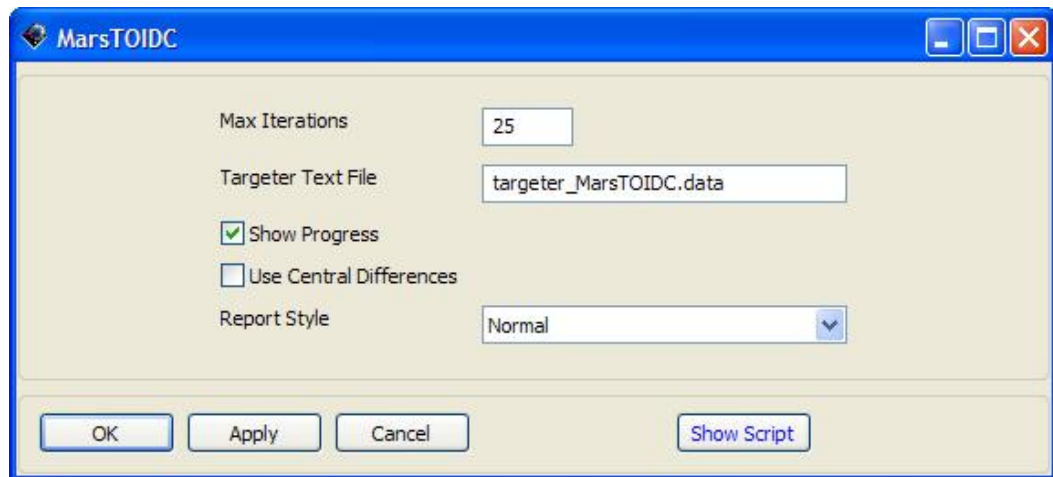 MarsTOIDC
Max Iterations 25
Targeter Text File targeter_MarsTOIDC.data
Show Progress
Use Central Differences
Report Style Normal
OK Apply Cancel Show Script